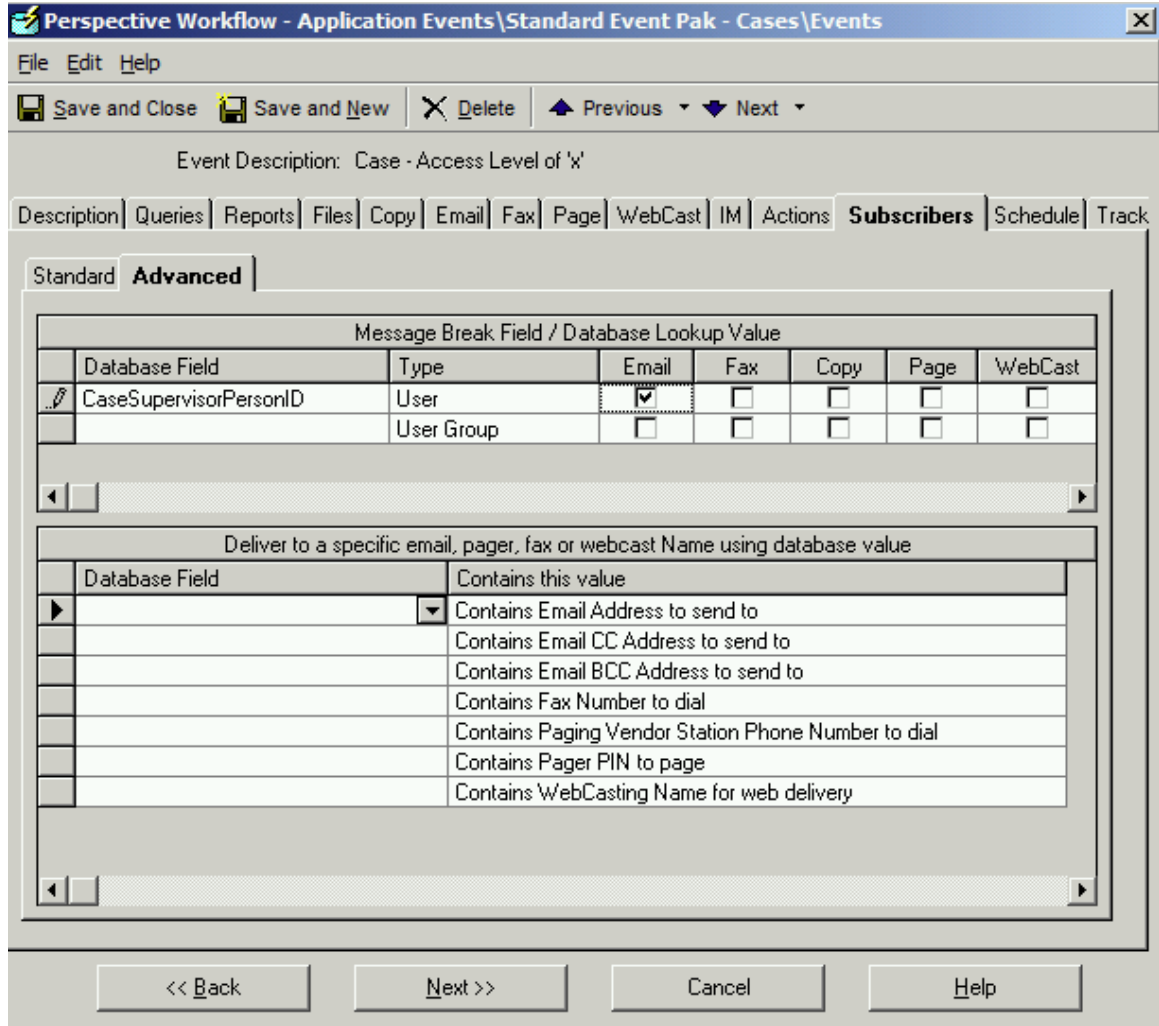 Perspective Workflow - Application Events\Standard Event Pak - Cases\Events
File Edit Help
Save and Close Save and New Delete Previous Next
Event Description: Case - Access Level of 'x'
Description Queries Reports Files Copy Email Fax Page WebCast IM Actions Subscribers Schedule Track
Standard Advanced
Message Break Field / Database Lookup Value
Database Field Type Email Fax Copy Page WebCast
CaseSupervisorPersonID User
User Group
Deliver to a specific email, pager, fax or webcast Name using database value
Database Field Contains this value
Contains Email Address to send to
Contains Email CC Address to send to
Contains Email BCC Address to send to
Contains Fax Number to dial
Contains Paging Vendor Station Phone Number to dial
Contains Pager PIN to page
Contains WebCasting Name for web delivery
<< Back Next >> Cancel Help